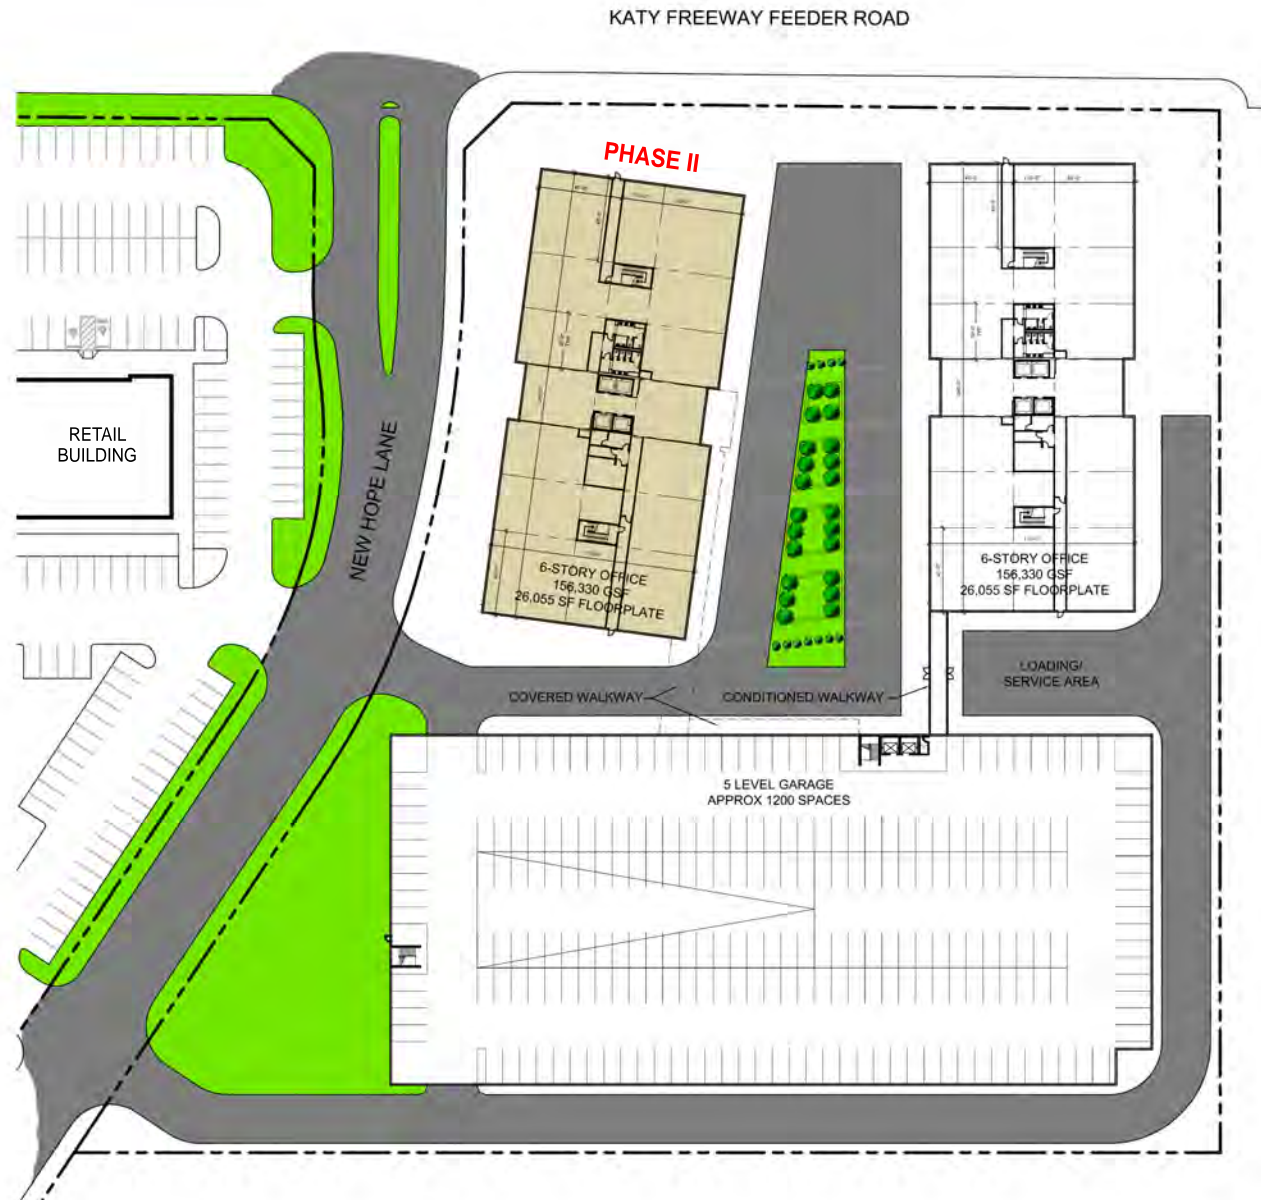 KATY FREEWAY FEEDER ROAD
PHASE II
RETAIL
BUILDING
NEW HOPE LANE
6-STORY OFFICE
156,330 GSF
26,055 SF FLOORPLATE
6-STORY OFFICE
156,330 GSF
26,055 SF FLOORPLATE
LOADING/
SERVICE AREA
COVERED WALKWAY
CONDITIONED WALKWAY
5 LEVEL GARAGE
APPROX 1200 SPACES